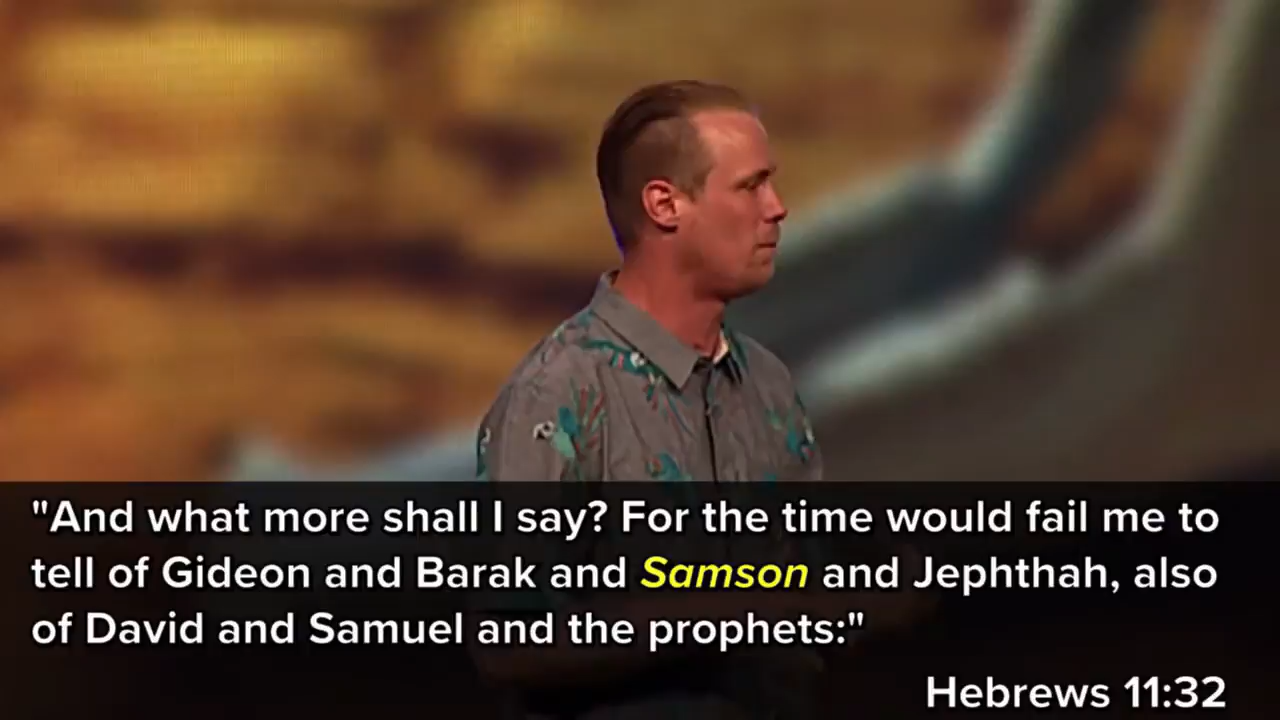 "And what more shall I say? For the time would fail me to
tell of Gideon and Barak and Samson and Jephthah, also
of David and Samuel and the prophets:"
Hebrews 11:32